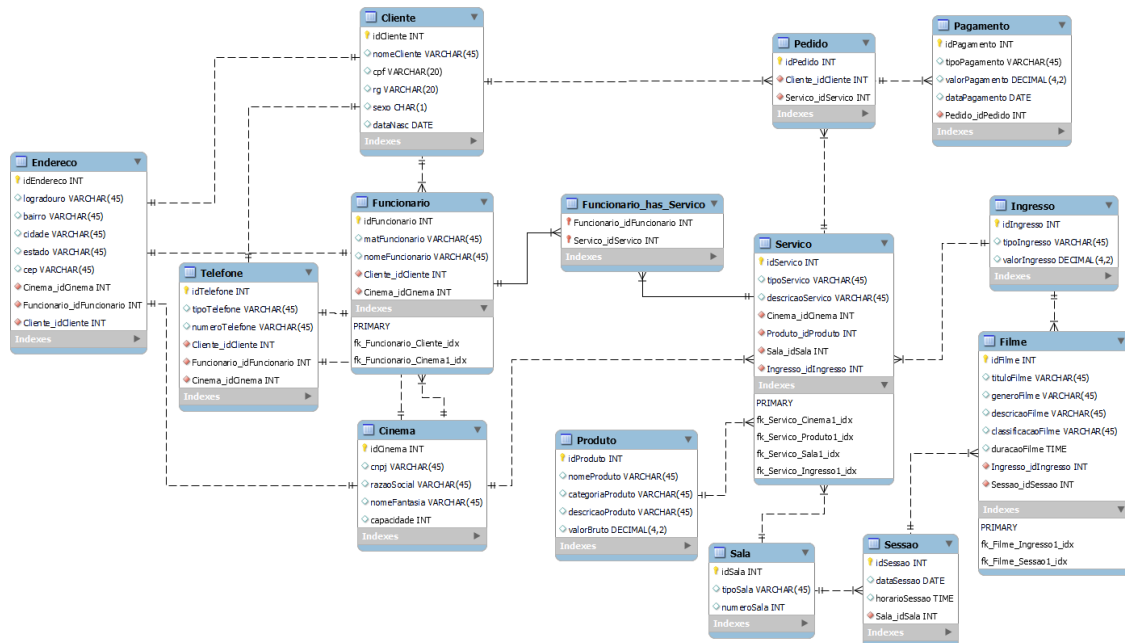 Cliente
idCliente INT
nomeCliente VARCHAR(45)
cpf VARCHAR(20)
rg VARCHAR(20)
sexo CHAR(1)
dataNasc DATE
Indexes
Pedido
idPedido INT
Cliente_idCliente INT
Servico_idServico INT
Indexes
Pagamento
idPagamento INT
tipoPagamento VARCHAR(45)
valorPagamento DECIMAL(4,2)
dataPagamento DATE
Pedido_idPedido INT
Indexes
Endereco
idEndereco INT
logradouro VARCHAR(45)
bairro VARCHAR(45)
cidade VARCHAR(45)
estado VARCHAR(45)
cep VARCHAR(45)
Cinema_idCinema INT
Funcionario_idFuncionario INT
Cliente_idCliente INT
Indexes
Telefone
idTelefone INT
tipoTelefone VARCHAR(45)
numeroTelefone VARCHAR(45)
Cliente_idCliente INT
Funcionario_idFuncionario INT
Cinema_idCinema INT
Indexes
Funcionario
idFuncionario INT
matFuncionario VARCHAR(45)
nomeFuncionario VARCHAR(45)
Cliente_idCliente INT
Cinema_idCinema INT
Indexes
PRIMARY
fk_Funcionario_Cliente_idx
fk_Funcionario_Cinema1_idx
Funcionario_has_Servico
Funcionario_idFuncionario INT
Servico_idServico INT
Indexes
Servico
idServico INT
tipoServico VARCHAR(45)
descricaoServico VARCHAR(45)
Cinema_idCinema INT
Produto_idProduto INT
Sala_idSala INT
Ingresso_idIngresso INT
Indexes
PRIMARY
fk_Servico_Cinema1_idx
fk_Servico_Produto1_idx
fk_Servico_Sala1_idx
fk_Servico_Ingresso1_idx
Ingresso
idIngresso INT
tipoIngresso VARCHAR(45)
valorIngresso DECIMAL(4,2)
Indexes
Filme
idFilme INT
tituloFilme VARCHAR(45)
generoFilme VARCHAR(45)
descricaoFilme VARCHAR(45)
classificacaoFilme VARCHAR(45)
duracaoFilme TIME
Ingresso_idIngresso INT
Sessao_idSessao INT
Indexes
PRIMARY
fk_Filme_Ingresso1_idx
fk_Filme_Sessao1_idx
Cinema
idCinema INT
cnpj VARCHAR(45)
razaoSocial VARCHAR(45)
nomeFantasia VARCHAR(45)
capacidade INT
Indexes
Produto
idProduto INT
nomeProduto VARCHAR(45)
categoriaProduto VARCHAR(45)
descricaoProduto VARCHAR(45)
valorBruto DECIMAL(4,2)
Indexes
Sala
idSala INT
tipoSala VARCHAR(45)
numeroSala INT
Indexes
Sessao
idSessao INT
dataSessao DATE
horarioSessao TIME
Sala_idSala INT
Indexes